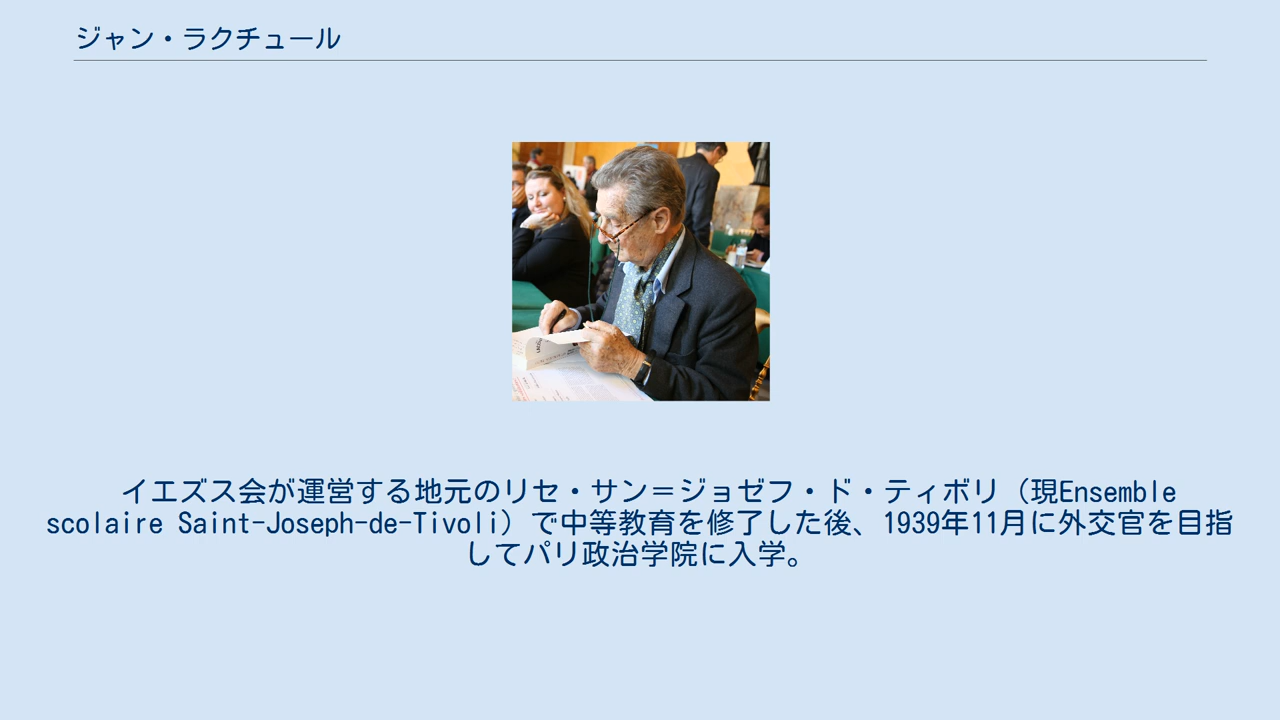 ジャン・ラクチュール
イエズス会が運営する地元のリセ・サン＝ジョゼフ・ド・ティボリ（現Ensemble
scolaire Saint-Joseph-de-Tivoli）で中等教育を修了した後、1939年11月に外交官を目指
してパリ政治学院に入学。